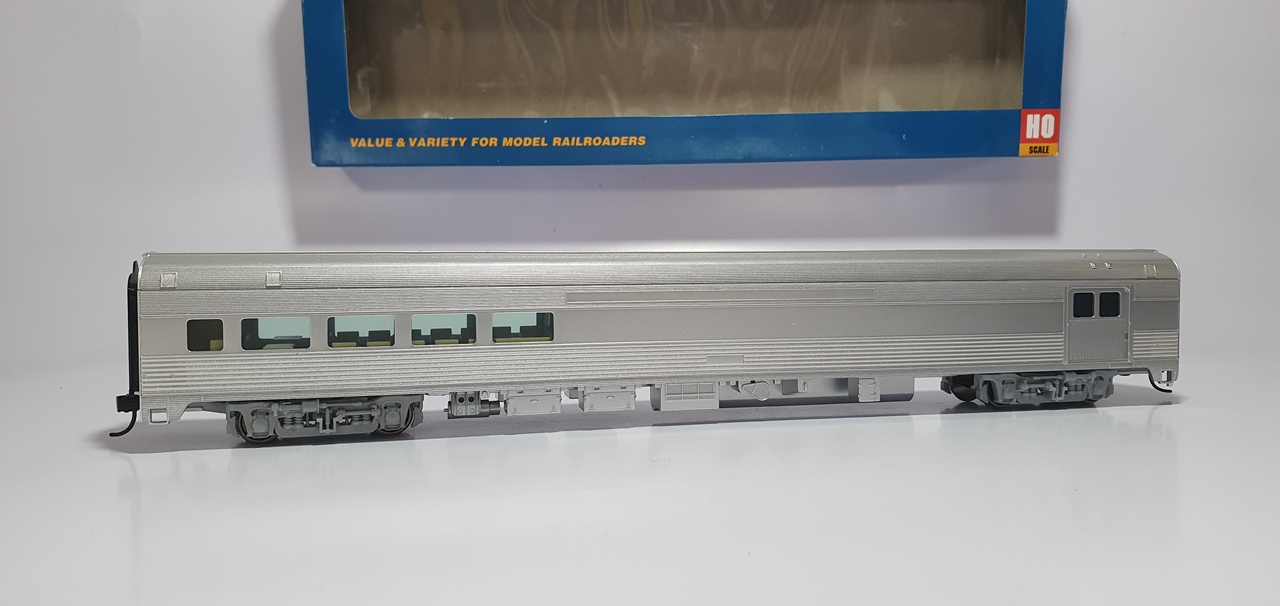 VALUE & VARIETY FOR MODEL RAILROADERS
HO
SCALE